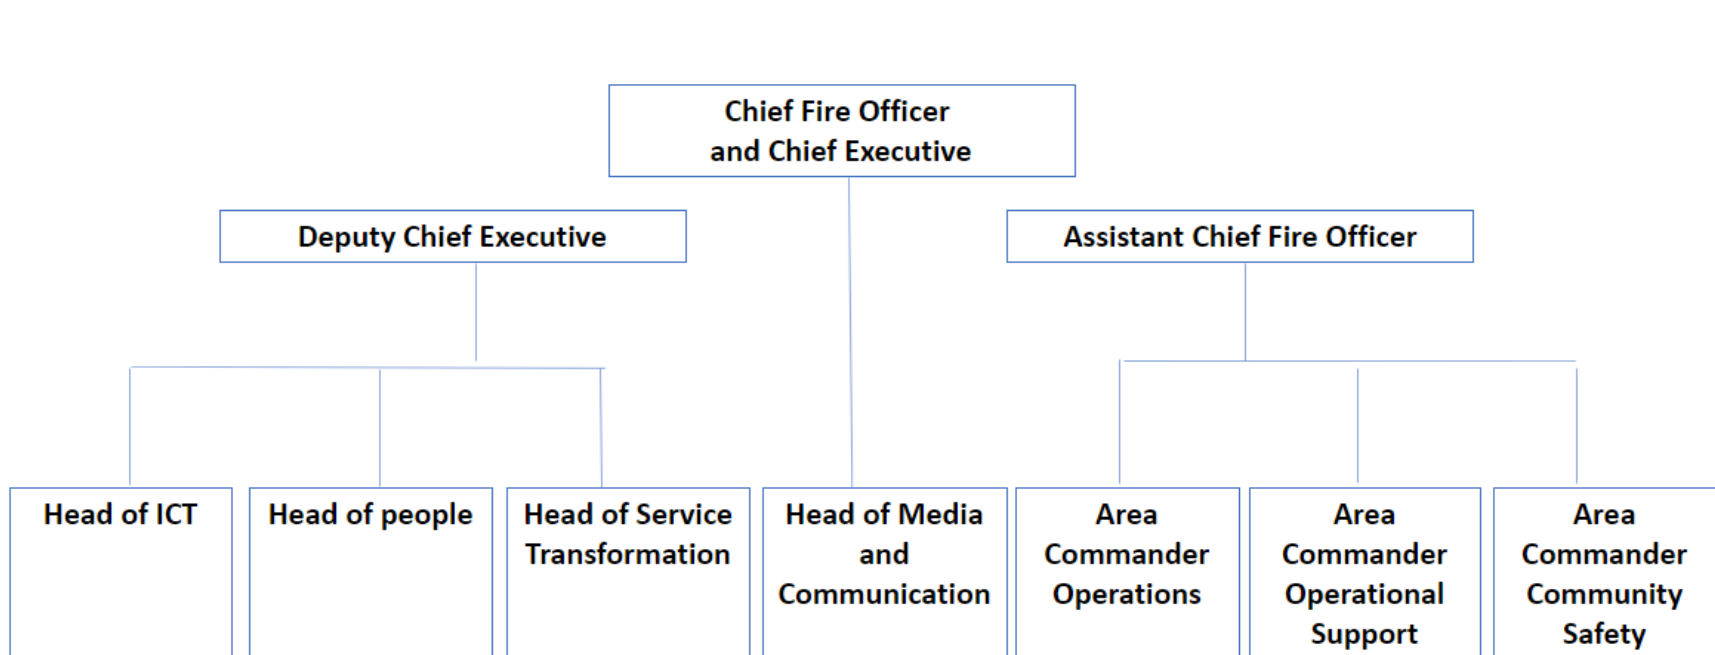 Chief Fire Officer
and Chief Executive
Deputy Chief Executive
Assistant Chief Fire Officer
Head of ICT
Head of people
Head of Service
Transformation
Head of Media
and
Communication
Area
Commander
Operations
Area
Commander
Operational
Support
Area
Commander
Community
Safety